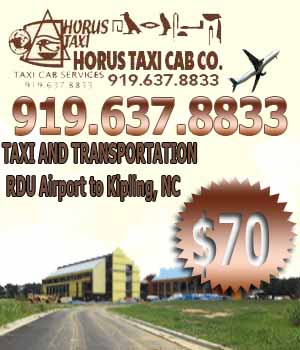 HORUS
TAXI
TAXI CAB SERVICES
919.637.8833
HORUS TAXI CAB CO.
919.637.8833
919.637.8833
TAXI AND TRANSPORTATION
RDU Airport to Kipling, NC
$70